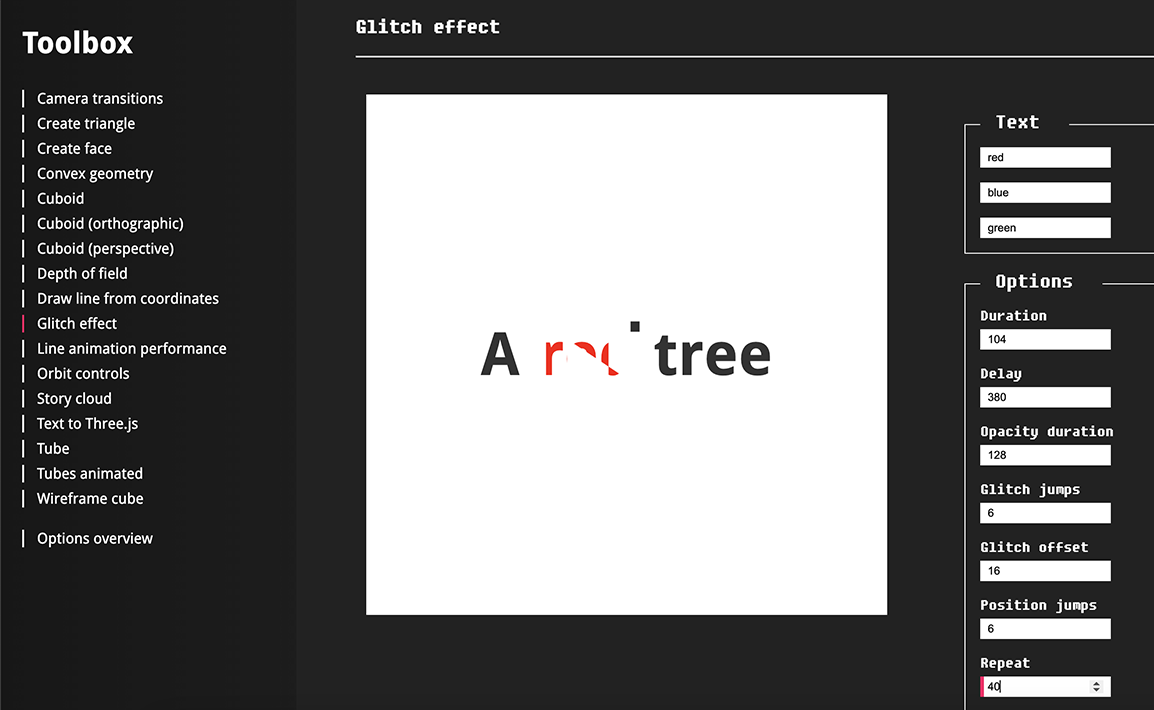 Toolbox
Camera transitions
Create triangle
Create face
Convex geometry
Cuboid
Cuboid (orthographic)
Cuboid (perspective)
Depth of field
Draw line from coordinates
Glitch effect
Line animation performance
Orbit controls
Story cloud
Text to Three.js
Tube
Tubes animated
Wireframe cube
Options overview
Glitch effect
A red tree
Text
red
blue
green
Options
Duration
104
Delay
380
Opacity duration
128
Glitch jumps
6
Glitch offset
16
Position jumps
6
Repeat
40